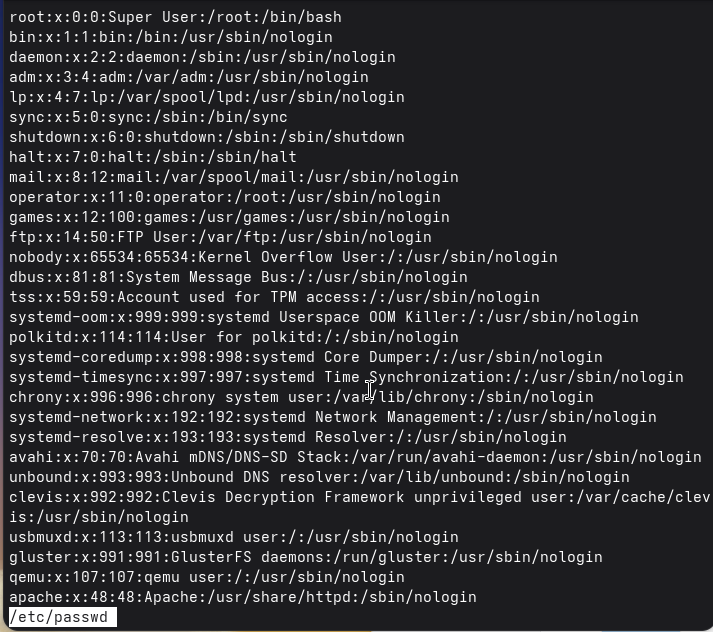 root:x:0:0:Super User:/root:/bin/bash
bin:x:1:1:bin:/bin:/usr/sbin/nologin
daemon:x:2:2:daemon:/sbin:/usr/sbin/nologin
adm:x:3:4:adm:/var/adm:/usr/sbin/nologin
lp:x:4:7:lp:/var/spool/lpd:/usr/sbin/nologin
sync:x:5:0:sync:/sbin:/bin/sync
shutdown:x:6:0:shutdown:/sbin:/sbin/shutdown
halt:x:7:0:halt:/sbin:/sbin/halt
mail:x:8:12:mail:/var/spool/mail:/usr/sbin/nologin
operator:x:11:0:operator:/root:/usr/sbin/nologin
games:x:12:100:games:/usr/games:/usr/sbin/nologin
ftp:x:14:50:FTP User:/var/ftp:/usr/sbin/nologin
nobody:x:65534:65534:Kernel Overflow User:/:/usr/sbin/nologin
dbus:x:81:81:System Message Bus:/:/usr/sbin/nologin
tss:x:59:59:Account used for TPM access:/:/usr/sbin/nologin
systemd-oom:x:999:999:systemd Userspace OOM Killer:/:/usr/sbin/nologin
polkitd:x:114:114:User for polkitd:/:/sbin/nologin
systemd-coredump:x:998:998:systemd Core Dumper:/:/usr/sbin/nologin
systemd-timesync:x:997:997:systemd Time Synchronization:/:/usr/sbin/nologin
chrony:x:996:996:chrony system user:/var/lib/chrony:/sbin/nologin
systemd-network:x:192:192:systemd Network Management:/:/usr/sbin/nologin
systemd-resolve:x:193:193:systemd Resolver:/:/usr/sbin/nologin
avahi:x:70:70:Avahi mDNS/DNS-SD Stack:/var/run/avahi-daemon:/usr/sbin/nologin
unbound:x:993:993:Unbound DNS resolver:/var/lib/unbound:/sbin/nologin
clevis:x:992:992:Clevis Decryption Framework unprivileged user:/var/cache/clev
is:/usr/sbin/nologin
usbmuxd:x:113:113:usbmuxd user:/:/usr/sbin/nologin
gluster:x:991:991:GlusterFS daemons:/run/gluster:/usr/sbin/nologin
qemu:x:107:107:qemu user:/:/usr/sbin/nologin
apache:x:48:48:Apache:/usr/share/httpd:/sbin/nologin
/etc/passwd